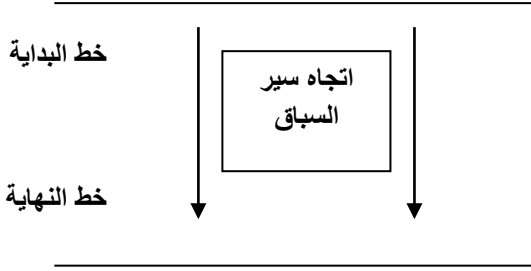 خط البداية
اتجاه سير
السباق
خط النهاية